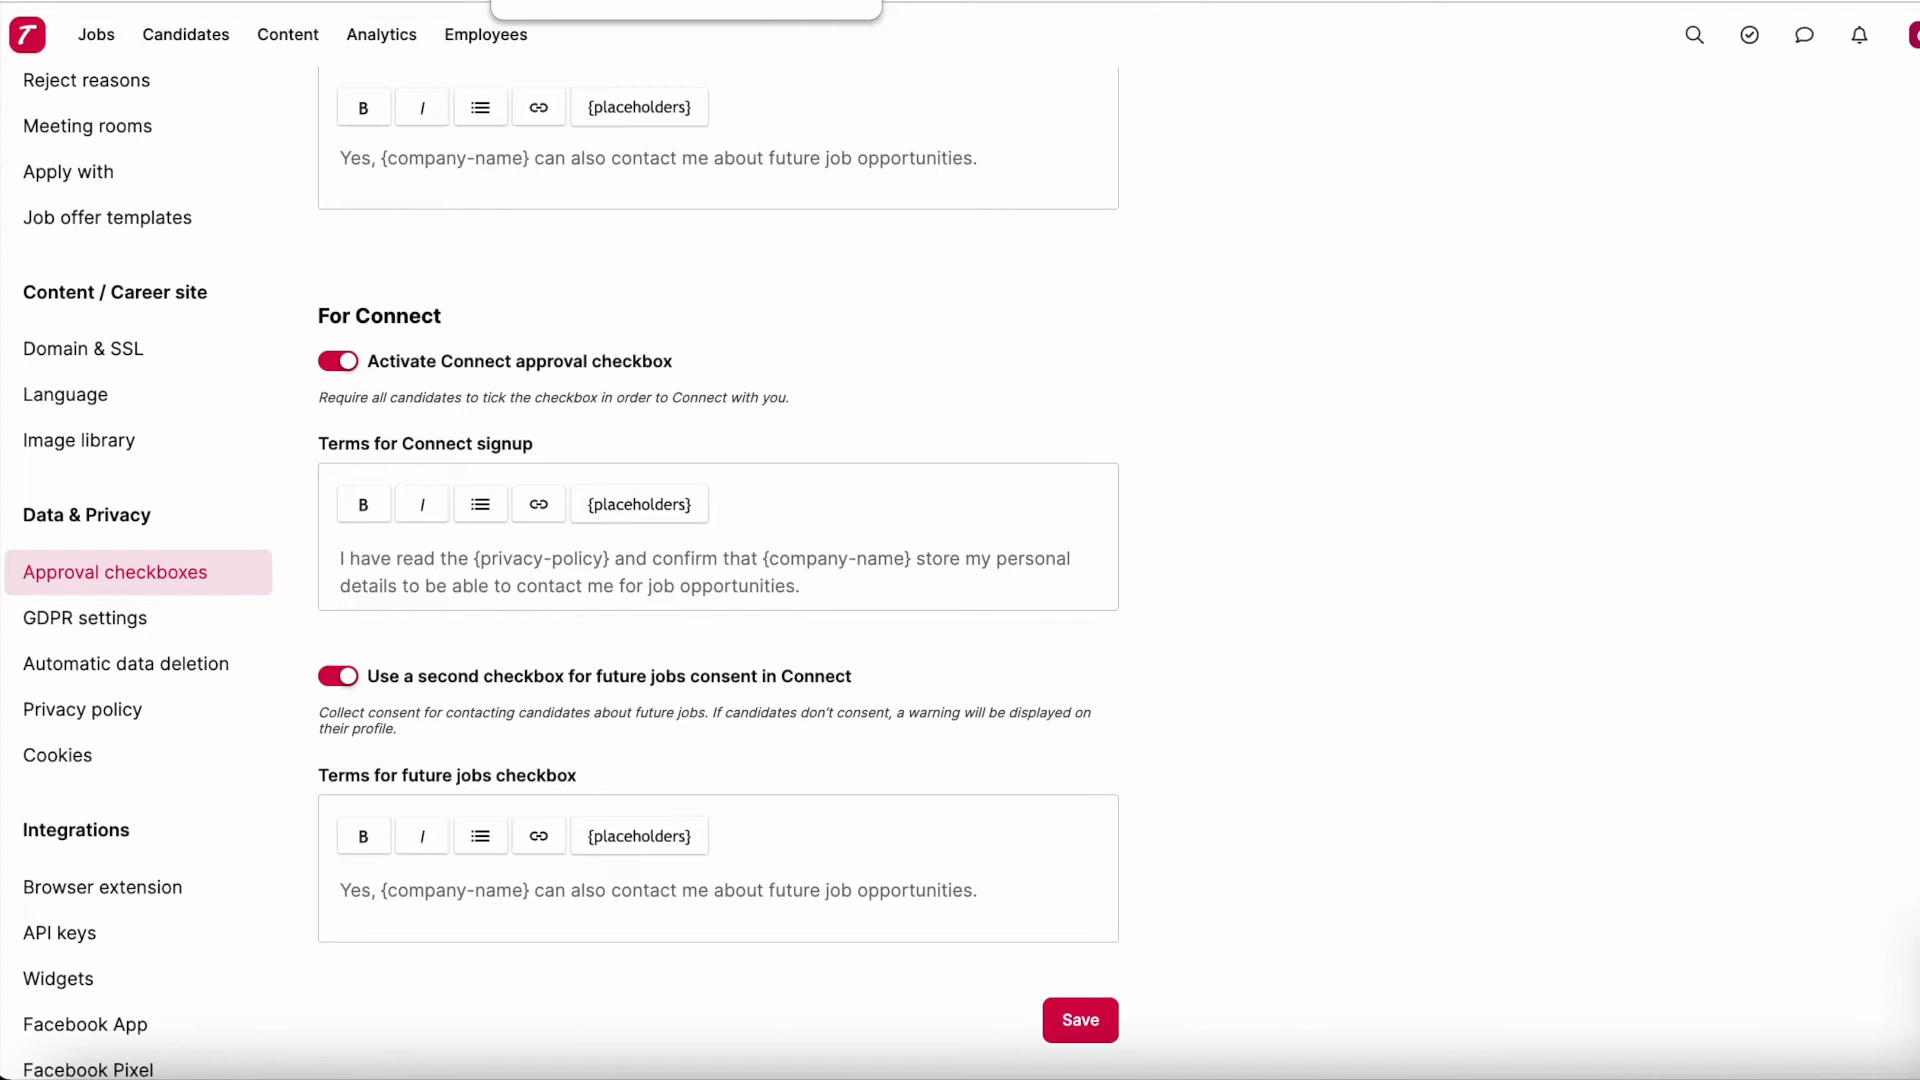 Jobs
Candidates
Content
Analytics
Employees
Reject reasons
Meeting rooms
Apply with
Job offer templates
Content / Career site
Domain & SSL
Language
Image library
Data & Privacy
Approval checkboxes
GDPR settings
Automatic data deletion
Privacy policy
Cookies
Integrations
Browser extension
API keys
Widgets
Facebook App
Facebook Pixel
B
I
{placeholders}
Yes, {company-name} can also contact me about future job opportunities.
For Connect
Activate Connect approval checkbox
Require all candidates to tick the checkbox in order to Connect with you.
Terms for Connect signup
B
I
{placeholders}
I have read the {privacy-policy} and confirm that {company-name} store my personal
details to be able to contact me for job opportunities.
Use a second checkbox for future jobs consent in Connect
Collect consent for contacting candidates about future jobs. If candidates don't consent, a warning will be displayed on
their profile.
Terms for future jobs checkbox
B
I
{placeholders}
Yes, {company-name} can also contact me about future job opportunities.
Save